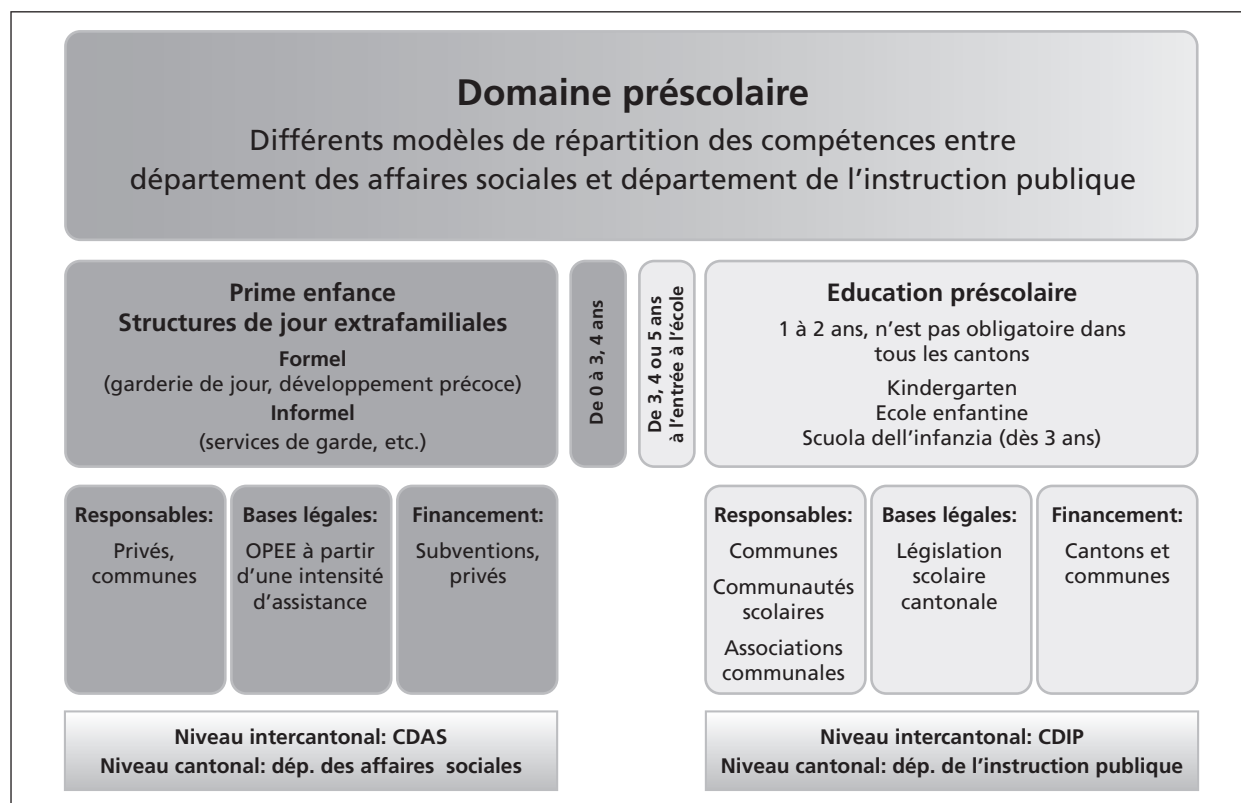 Domaine préscolaire
Différents modèles de répartition des compétences entre
département des affaires sociales et département de l’instruction publique
Prime enfance
Structures de jour extrafamiliales
Formel
(garderie de jour, développement précoce)
Informel
(services de garde, etc.)
De 0 à 3, 4 ans
De 3, 4 ou 5 ans
à l’entrée à l’école
Education préscolaire
1 à 2 ans, n’est pas obligatoire dans
tous les cantons
Kindergarten
Ecole enfantine
Scuola dell’infanzia (dès 3 ans)
Responsables:
Privés,
communes
Bases légales:
OPEE à partir
d’une intensité
d’assistance
Financement:
Subventions,
privés
Responsables:
Communes
Communautés
scolaires
Associations
communales
Bases légales:
Législation
scolaire
cantonale
Financement:
Cantons et
communes
Niveau intercantonal: CDAS
Niveau cantonal: dép. des affaires sociales
Niveau intercantonal: CDIP
Niveau cantonal: dép. de l’instruction publique